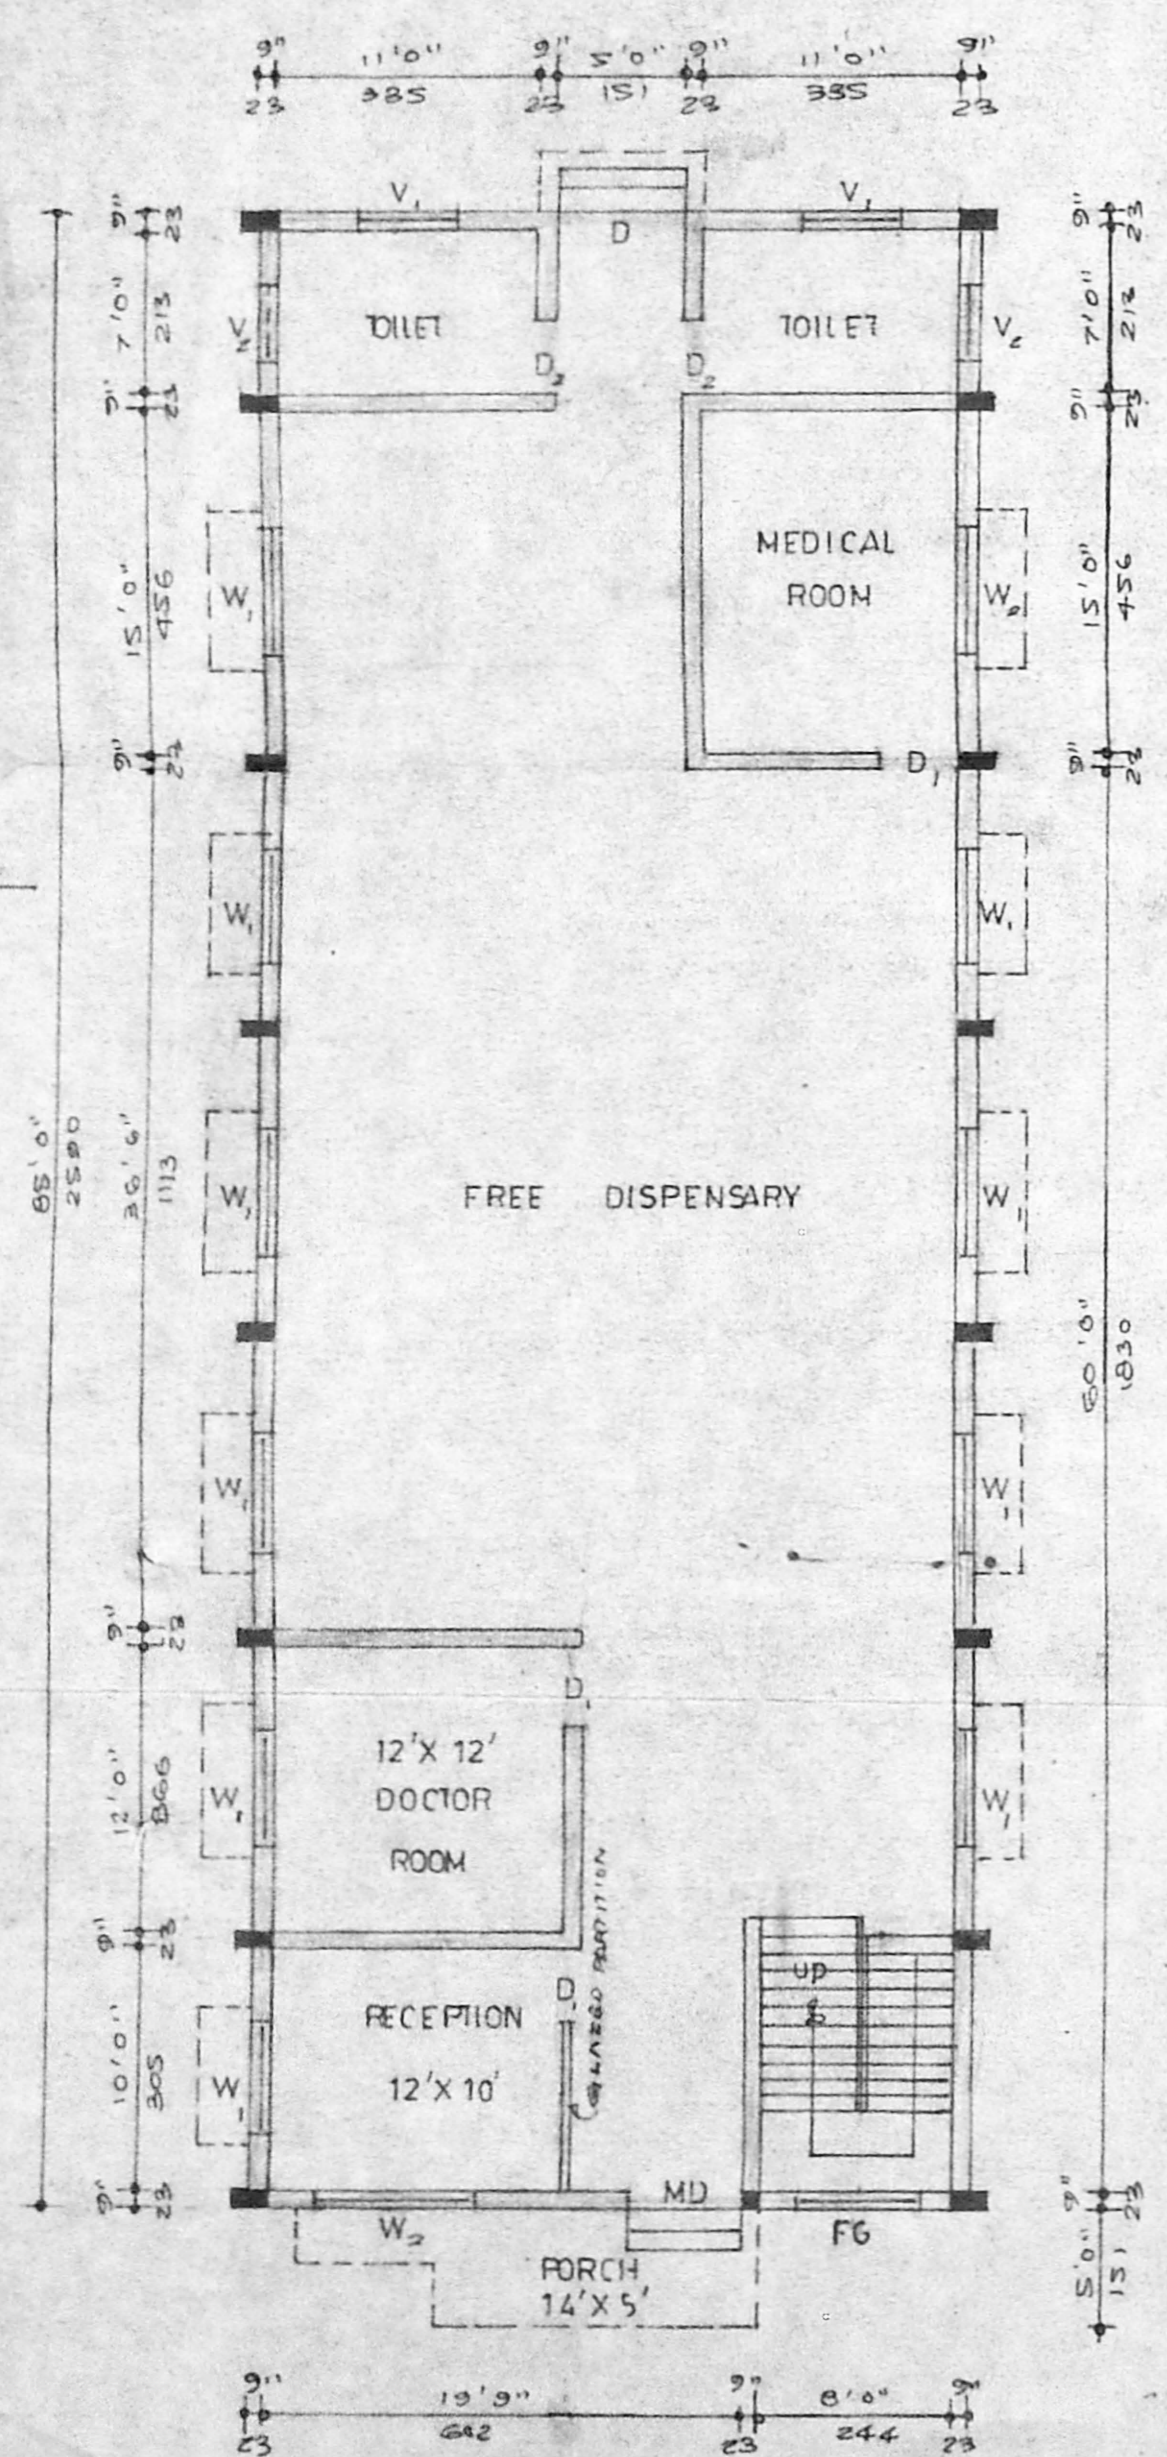 9" 11'0" 9" 5'0" 9" 11'0" 9"
23 335 23 151 23 335 23
V1 V1
D
9" 23 9" 23
7'0" 213 TOILET TOILET 7'0" 213
V2 V2
D2 D2
9" 23 9" 23
MEDICAL
ROOM
15'0" 456 W1 W 15'0" 456
9" 23 D1 9" 23
W1 W1
85'0" 2590
36'6" 1113
W1 FREE DISPENSARY W1
60'0" 1830
W1 W1
9" 23
D1
12'X 12'
DOCTOR
ROOM
12'0" 366 W1 W1
GLAZED PARTITION
9" 23
UP
D
RECEPTION
12'X 10'
10'0" 305 W1
9" 23 MD 9" 23
W2 FG
PORCH
14'X 5'
5'0" 151
9" 19'9" 9" 8'0" 9"
23 602 23 244 23